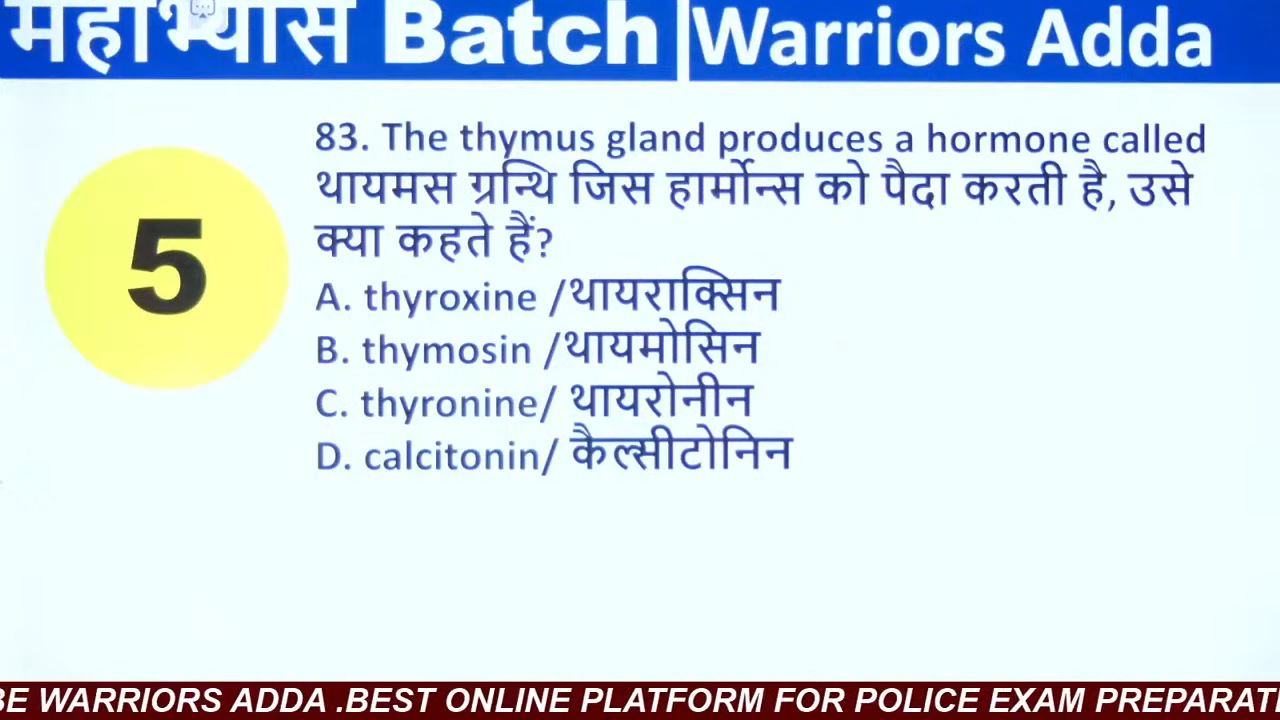 महाभ्यास Batch Warriors Adda
83. The thymus gland produces a hormone called
थायमस ग्रन्थि जिस हार्मोन्स को पैदा करती है, उसे
क्या कहते हैं?
5
A. thyroxine /थायराक्सिन
B. thymosin /थायमोसिन
C. thyronine/ थायरोनीन
D. calcitonin/ कैल्सीटोनिन
BE WARRIORS ADDA .BEST ONLINE PLATFORM FOR POLICE EXAM PREPARATI